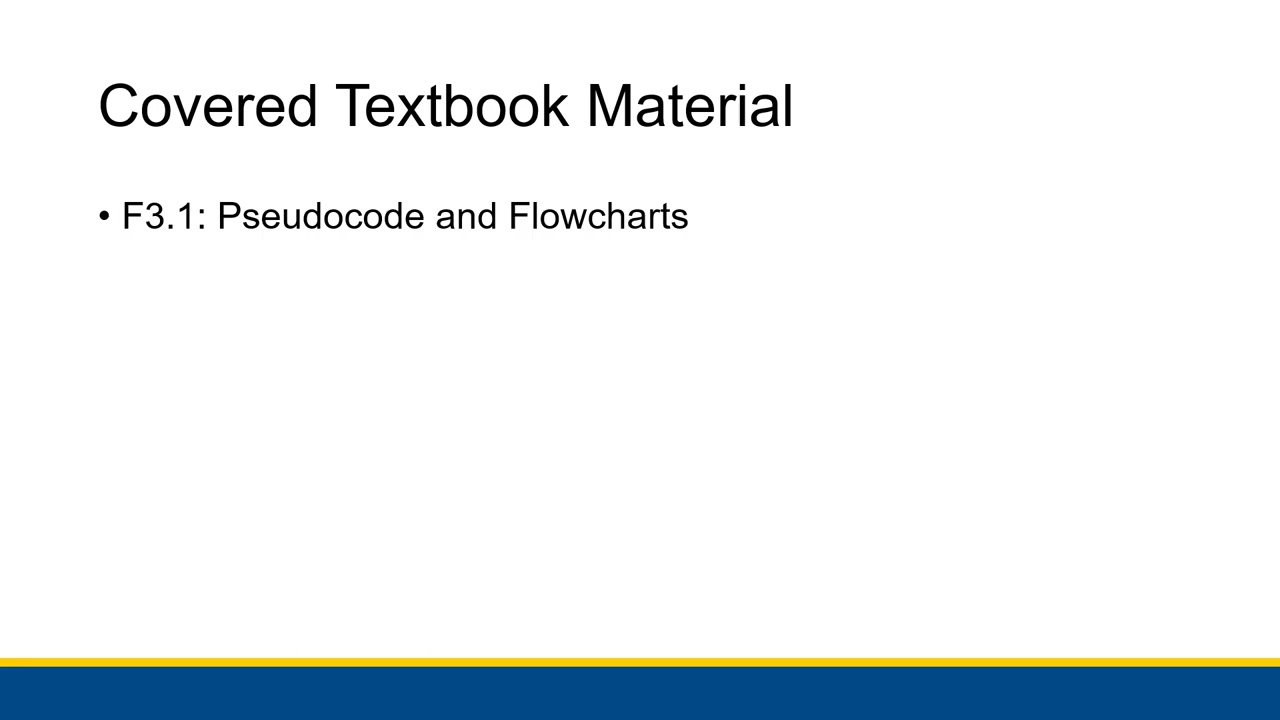 Covered Textbook Material
• F3.1: Pseudocode and Flowcharts